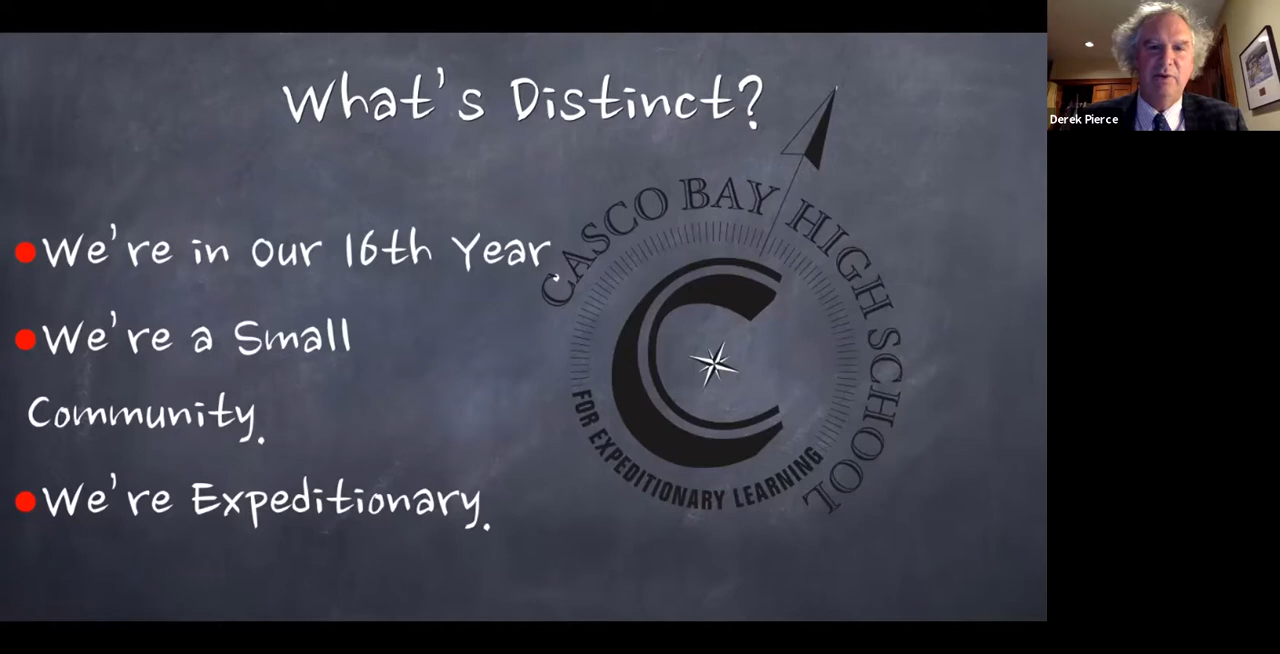 What's Distinct?
Derek Pierce
We're in Our 16th Year.
We're a Small
Community.
We're Expeditionary.
CASCO BAY HIGH SCHOOL
FOR EXPEDITIONARY LEARNING